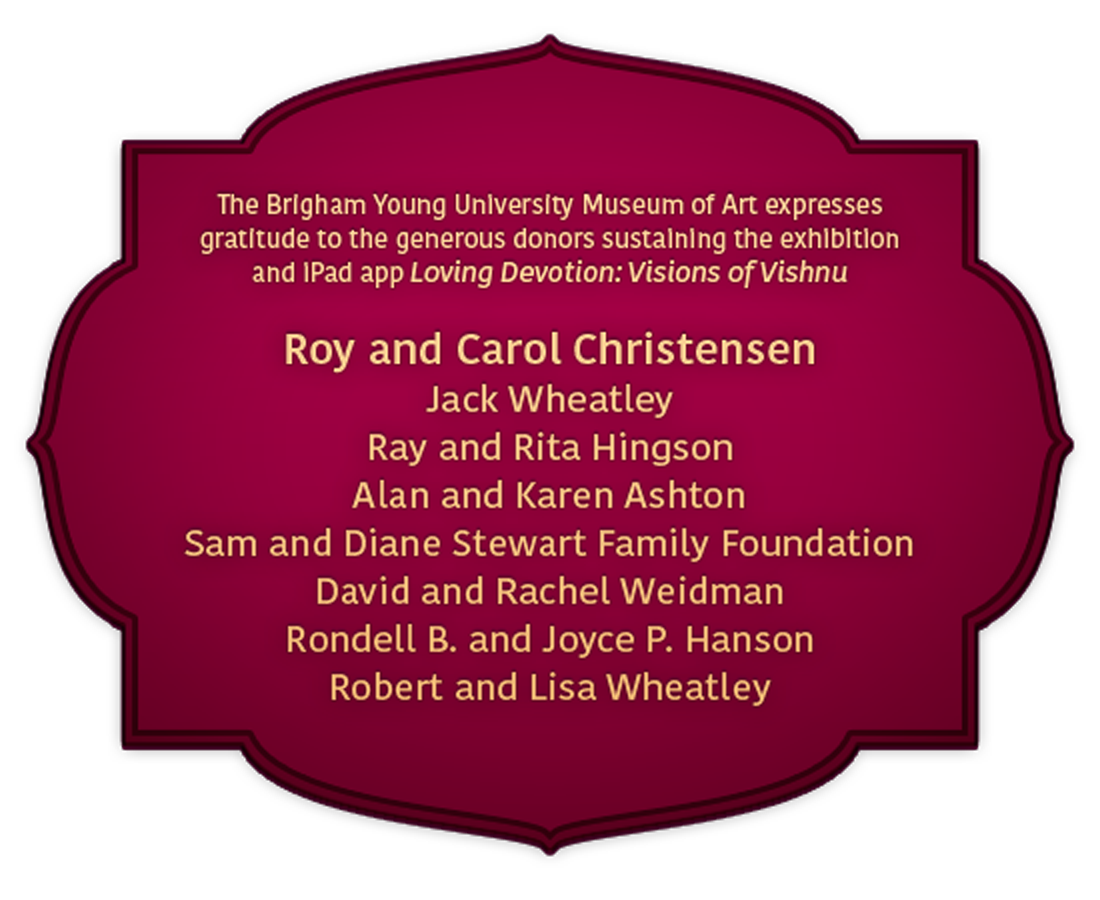 The Brigham Young University Museum of Art expresses
gratitude to the generous donors sustaining the exhibition
and iPad app Loving Devotion: Visions of Vishnu
Roy and Carol Christensen
Jack Wheatley
Ray and Rita Hingson
Alan and Karen Ashton
Sam and Diane Stewart Family Foundation
David and Rachel Weidman
Rondell B. and Joyce P. Hanson
Robert and Lisa Wheatley